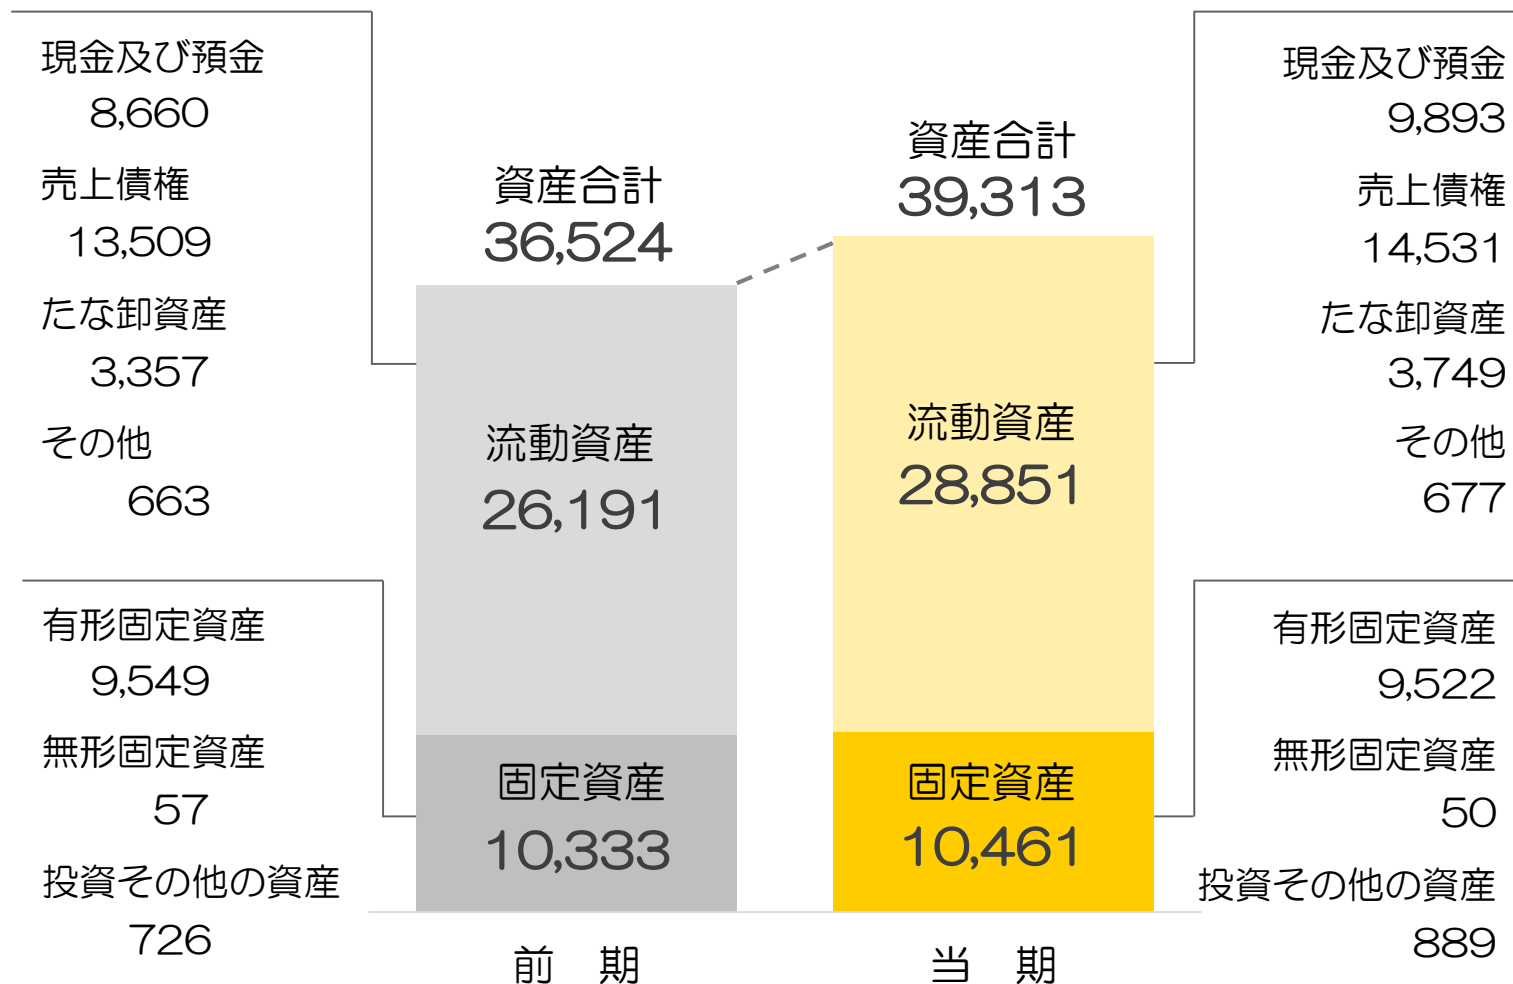 現金及び預金
8,660
売上債権
13,509
たな卸資産
3,357
その他
663
有形固定資産
9,549
無形固定資産
57
投資その他の資産
726
資産合計
36,524
流動資産
26,191
固定資産
10,333
前　期
資産合計
39,313
流動資産
28,851
固定資産
10,461
当　期
現金及び預金
9,893
売上債権
14,531
たな卸資産
3,749
その他
677
有形固定資産
9,522
無形固定資産
50
投資その他の資産
889